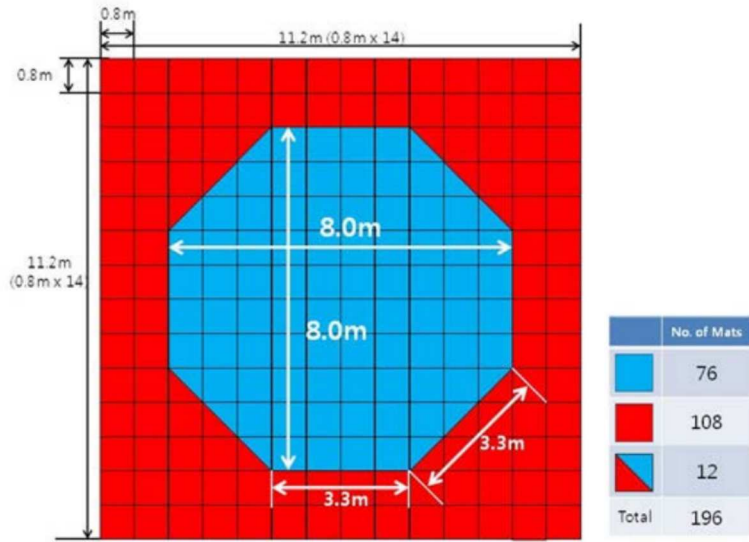 0.8m
11.2m (0.8m x 14)
0.8m
8.0m
11.2m
(0.8m x 14)
8.0m
3.3m
3.3m
No. of Mats
76
108
12
Total 196